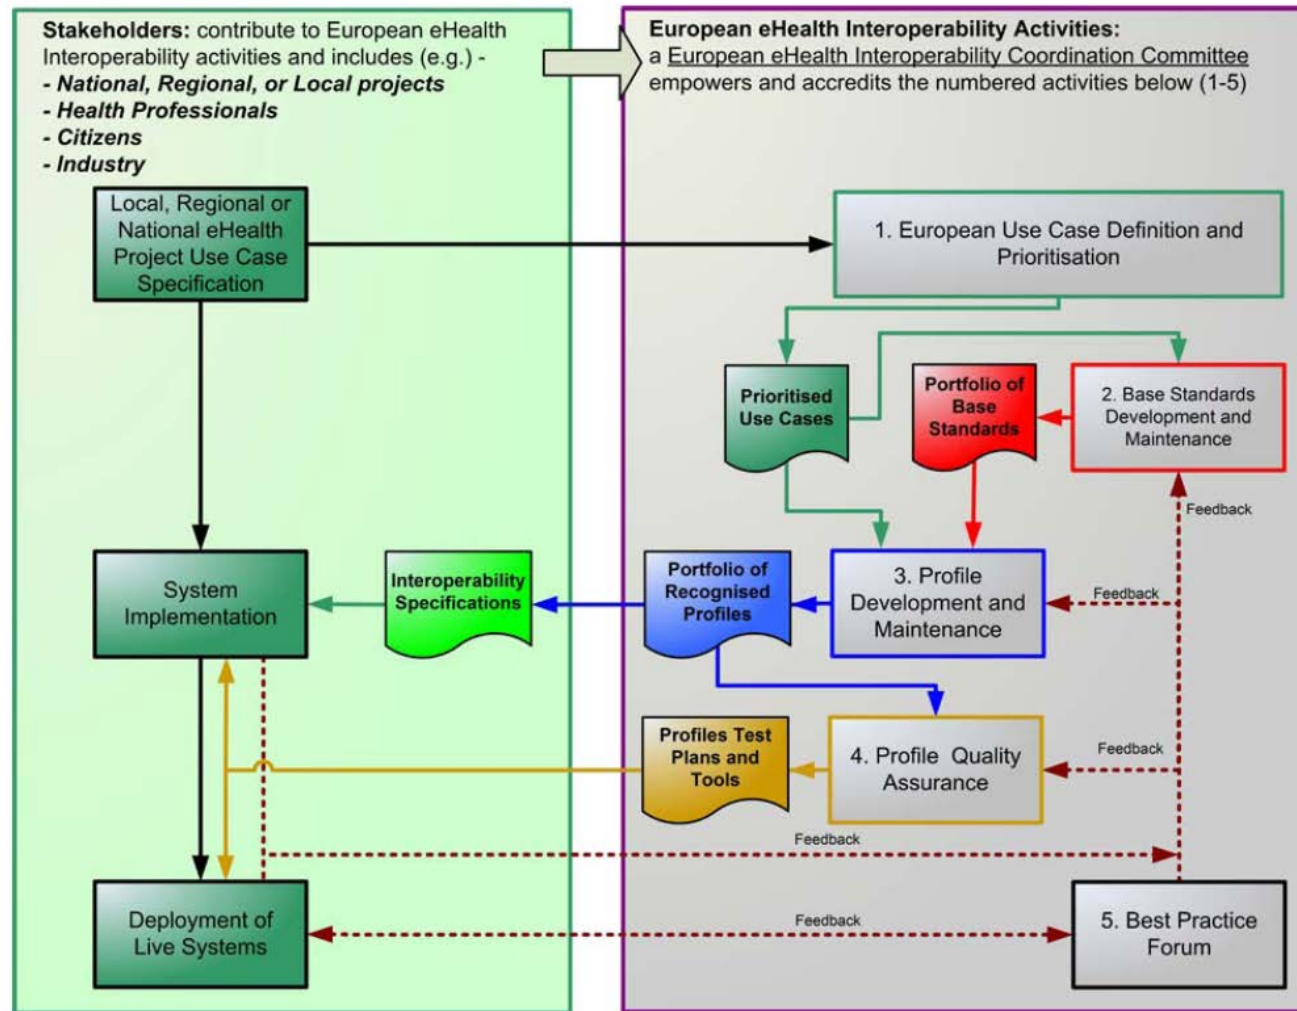 Stakeholders: contribute to European eHealth
Interoperability activities and includes (e.g.) -
- National, Regional, or Local projects
- Health Professionals
- Citizens
- Industry
European eHealth Interoperability Activities:
a European eHealth Interoperability Coordination Committee
empowers and accredits the numbered activities below (1-5)
Local, Regional or
National eHealth
Project Use Case
Specification
1. European Use Case Definition and
Prioritisation
Prioritised
Use Cases
Portfolio of
Base
Standards
2. Base Standards
Development and
Maintenance
Feedback
System
Implementation
Interoperability
Specifications
Portfolio of
Recognised
Profiles
3. Profile
Development and
Maintenance
Feedback
Profiles Test
Plans and
Tools
4. Profile Quality
Assurance
Feedback
Feedback
Deployment of
Live Systems
Feedback
5. Best Practice
Forum